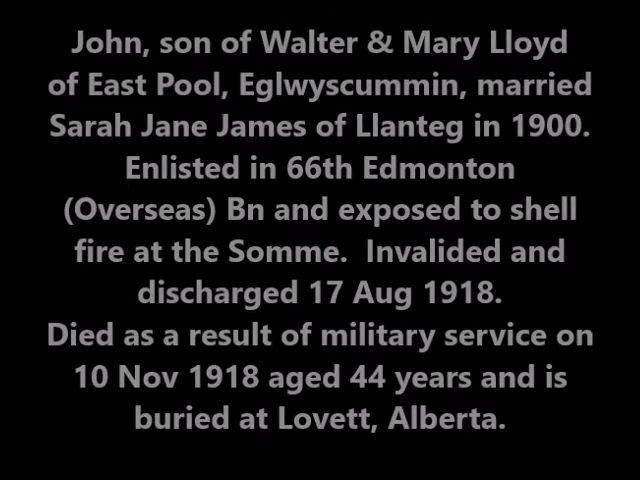 John, son of Walter & Mary Lloyd
of East Pool, Eglwyscummin, married
Sarah Jane James of Llanteg in 1900.
Enlisted in 66th Edmonton
(Overseas) Bn and exposed to shell
fire at the Somme.  Invalided and
discharged 17 Aug 1918.
Died as a result of military service on
10 Nov 1918 aged 44 years and is
buried at Lovett, Alberta.